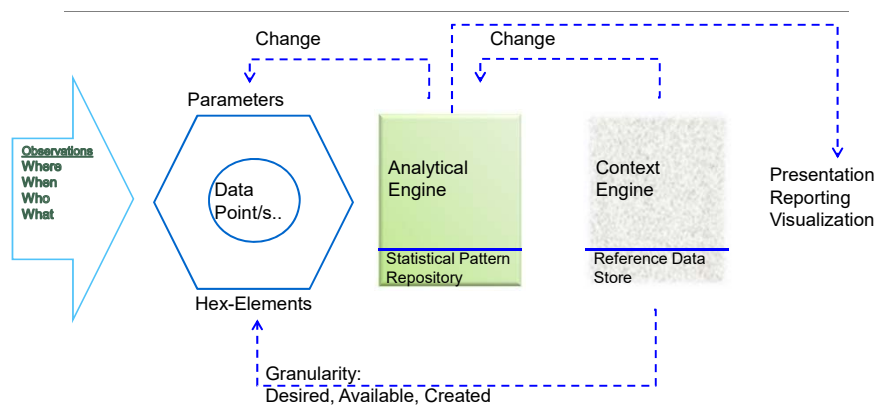 Change
Change
Parameters
Observations
Where
When
Who
What
Data
Point/s..
Analytical
Engine
Context
Engine
Presentation
Reporting
Visualization
Statistical Pattern
Repository
Reference Data
Store
Hex-Elements
Granularity:
Desired, Available, Created